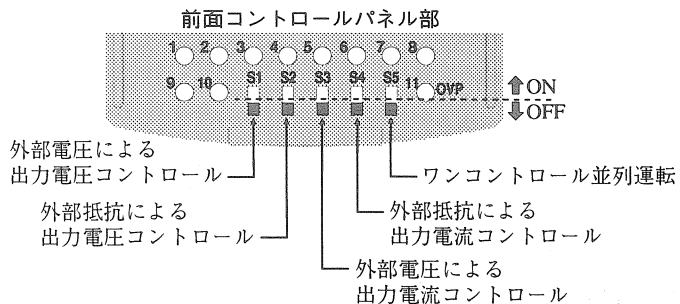 前面コントロールパネル部
1 2 3 4 5 6 7 8
9 10 S1 S2 S3 S4 S5 11 OVP
ON
OFF
外部電圧による
出力電圧コントロール
ワンコントロール並列運転
外部抵抗による
出力電圧コントロール
外部抵抗による
出力電流コントロール
外部電圧による
出力電流コントロール